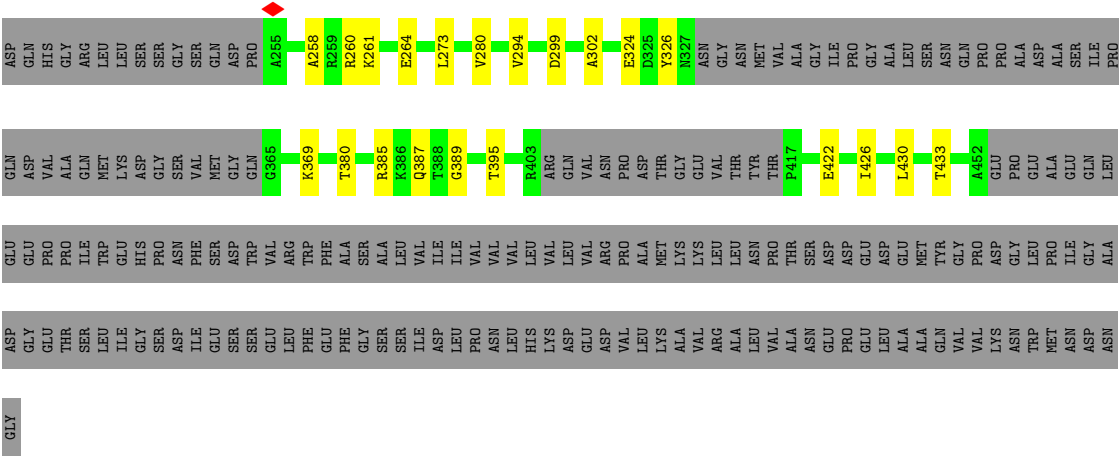 ASP GLN HIS GLY ARG LEU LEU SER SER GLY SER GLN ASP PRO A255 A258 R259 R260 K261 E264 L273 V280 V294 D299 A302 E324 D325 Y326 N327 ASN GLY ASN MET VAL ALA GLY ILE PRO GLY ALA LEU SER ASN GLN PRO PRO ALA ASP ALA SER ILE PRO
GLN ASP VAL ALA GLN MET LYS ASP GLY SER VAL MET GLY GLN G365 K369 T380 R385 K386 Q387 T388 G389 T395 R403 ARG GLN VAL ASN PRO ASP THR GLY GLU VAL THR TYR THR P417 E422 I426 L430 T433 A452 GLU PRO GLU ALA GLU GLN LEU
GLU GLU PRO PRO ILE TRP GLU HIS PRO ASN PHE SER ASP TRP VAL ARG TRP PHE ALA SER ALA LEU VAL ILE ILE VAL VAL VAL LEU VAL LEU VAL ARG PRO ALA MET LYS LYS LEU LEU ASN PRO THR SER ASP ASP GLU ASP GLU MET TYR GLY PRO ASP GLY LEU PRO ILE GLY ALA
ASP GLY GLU THR SER LEU ILE GLY SER ASP ILE GLU SER SER GLU LEU PHE GLU PHE GLY SER SER ILE ASP LEU PRO ASN LEU HIS LYS ASP GLU ASP VAL LEU LYS ALA VAL ARG ALA LEU VAL ALA ASN GLU PRO GLU LEU ALA ALA GLN VAL VAL LYS ASN TRP MET ASN ASP ASN
GLY